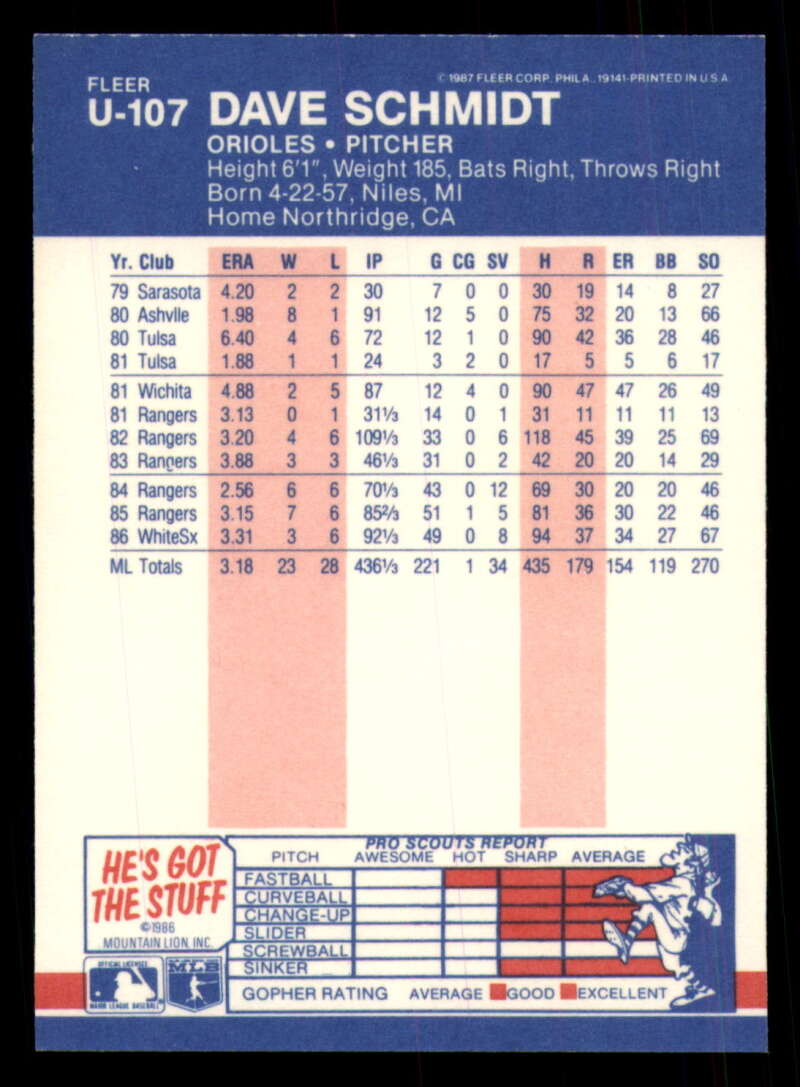 FLEER
© 1987 FLEER CORP. PHILA., 19141-PRINTED IN U.S.A.
U-107 DAVE SCHMIDT
ORIOLES • PITCHER
Height 6'1", Weight 185, Bats Right, Throws Right
Born 4-22-57, Niles, MI
Home Northridge, CA
Yr. Club ERA W L IP G CG SV H R ER BB SO
79 Sarasota 4.20 2 2 30 7 0 0 30 19 14 8 27
80 Ashvlle 1.98 8 1 91 12 5 0 75 32 20 13 66
80 Tulsa 6.40 4 6 72 12 1 0 90 42 36 28 46
81 Tulsa 1.88 1 1 24 3 2 0 17 5 5 6 17
81 Wichita 4.88 2 5 87 12 4 0 90 47 47 26 49
81 Rangers 3.13 0 1 31⅓ 14 0 1 31 11 11 11 13
82 Rangers 3.20 4 6 109⅓ 33 0 6 118 45 39 25 69
83 Rangers 3.88 3 3 46⅓ 31 0 2 42 20 20 14 29
84 Rangers 2.56 6 6 70⅓ 43 0 12 69 30 20 20 46
85 Rangers 3.15 7 6 85⅔ 51 1 5 81 36 30 22 46
86 WhiteSx 3.31 3 6 92⅓ 49 0 8 94 37 34 27 67
ML Totals 3.18 23 28 436⅓ 221 1 34 435 179 154 119 270
HE'S GOT
THE STUFF
©1986
MOUNTAIN LION, INC.
OFFICIAL LICENSEE
MAJOR LEAGUE BASEBALL
MLB
PRO SCOUTS REPORT
PITCH AWESOME HOT SHARP AVERAGE
FASTBALL
CURVEBALL
CHANGE-UP
SLIDER
SCREWBALL
SINKER
GOPHER RATING AVERAGE GOOD EXCELLENT